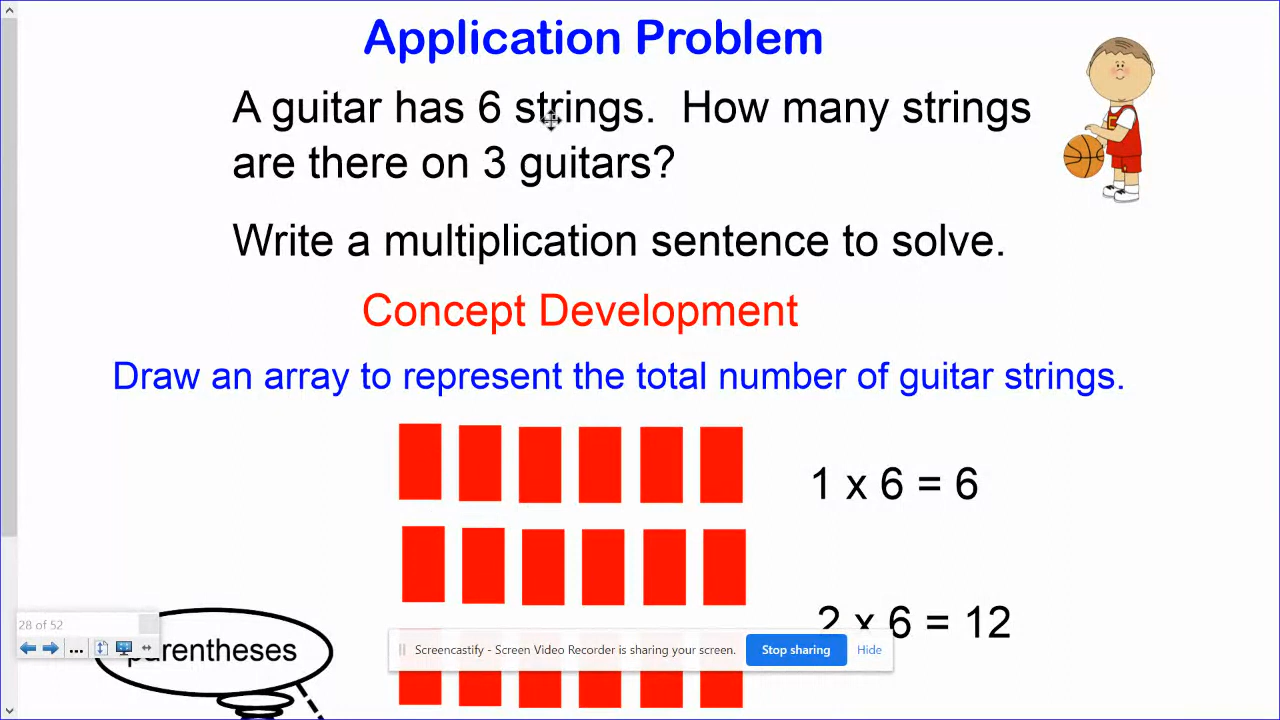 Application Problem
A guitar has 6 strings. How many strings
are there on 3 guitars?
Write a multiplication sentence to solve.
Concept Development
Draw an array to represent the total number of guitar strings.
1 x 6 = 6
2 x 6 = 12
28 of 52
parentheses
Screencastify - Screen Video Recorder is sharing your screen.
Stop sharing
Hide